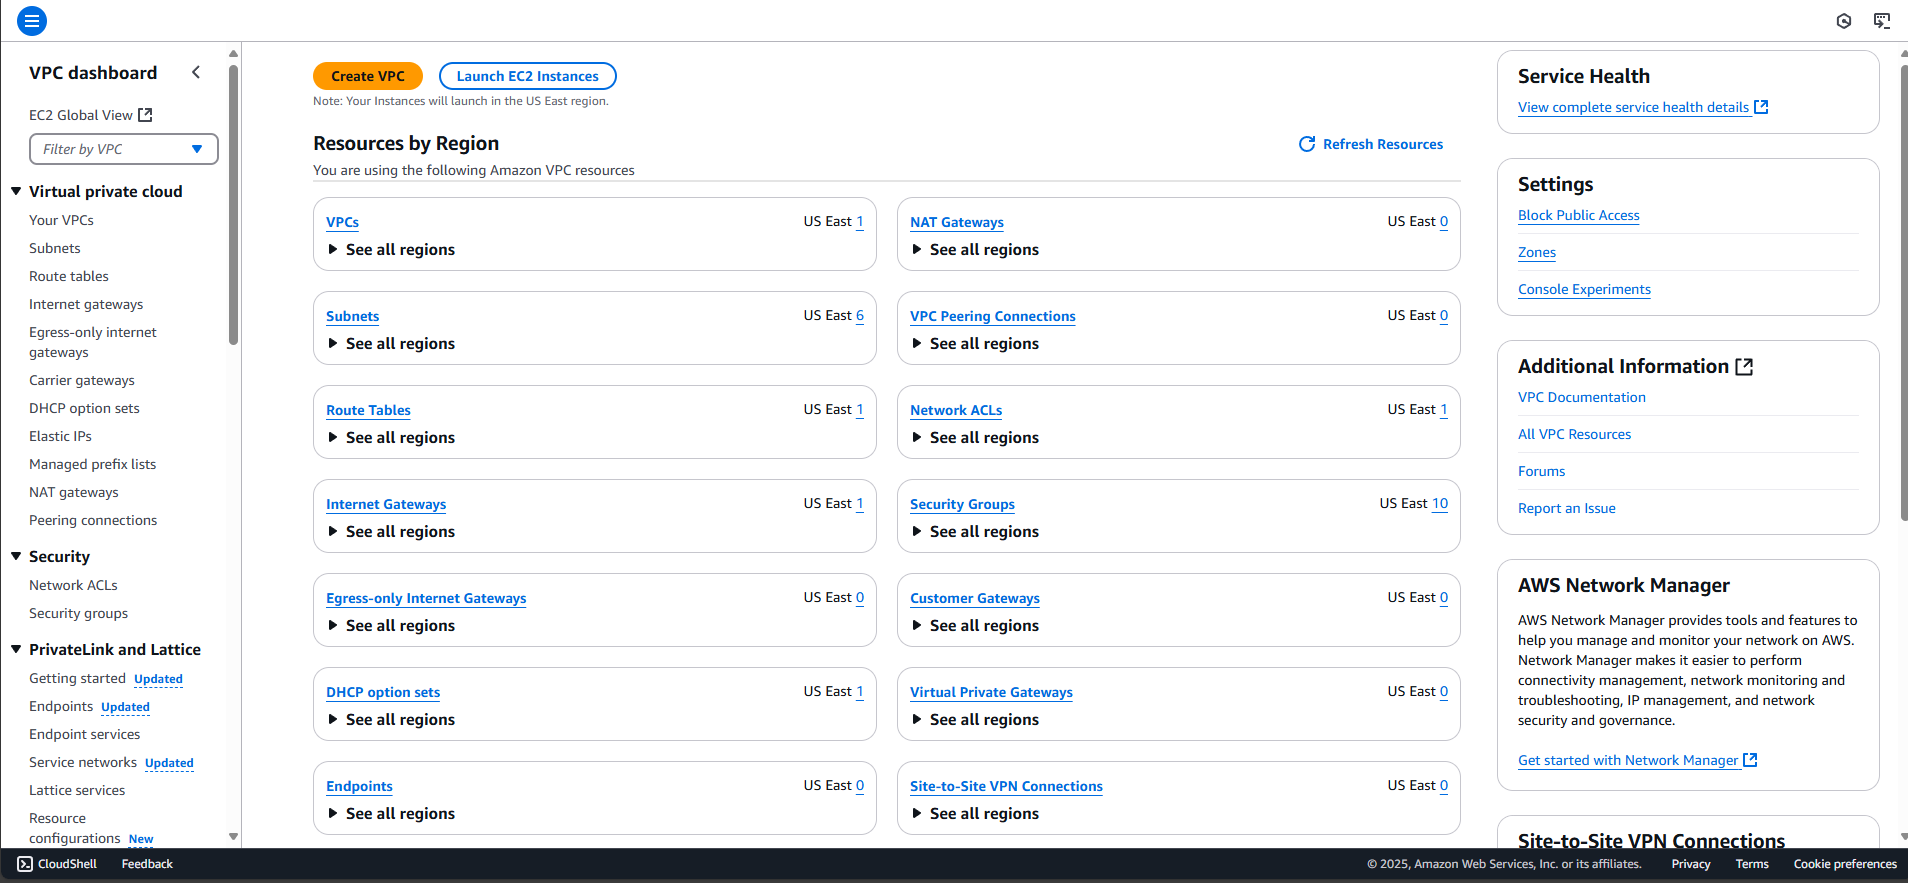 VPC dashboard
EC2 Global View
Filter by VPC
Virtual private cloud
Your VPCs
Subnets
Route tables
Internet gateways
Egress-only internet
gateways
Carrier gateways
DHCP option sets
Elastic IPs
Managed prefix lists
NAT gateways
Peering connections
Security
Network ACLs
Security groups
PrivateLink and Lattice
Getting started Updated
Endpoints Updated
Endpoint services
Service networks Updated
Lattice services
Resource
configurations New
Create VPC
Launch EC2 Instances
Note: Your Instances will launch in the US East region.
Resources by Region
Refresh Resources
You are using the following Amazon VPC resources
VPCs US East 1
See all regions
NAT Gateways US East 0
See all regions
Subnets US East 6
See all regions
VPC Peering Connections US East 0
See all regions
Route Tables US East 1
See all regions
Network ACLs US East 1
See all regions
Internet Gateways US East 1
See all regions
Security Groups US East 10
See all regions
Egress-only Internet Gateways US East 0
See all regions
Customer Gateways US East 0
See all regions
DHCP option sets US East 1
See all regions
Virtual Private Gateways US East 0
See all regions
Endpoints US East 0
See all regions
Site-to-Site VPN Connections US East 0
See all regions
Service Health
View complete service health details
Settings
Block Public Access
Zones
Console Experiments
Additional Information
VPC Documentation
All VPC Resources
Forums
Report an Issue
AWS Network Manager
AWS Network Manager provides tools and features to
help you manage and monitor your network on AWS.
Network Manager makes it easier to perform
connectivity management, network monitoring and
troubleshooting, IP management, and network
security and governance.
Get started with Network Manager
Site-to-Site VPN Connections
CloudShell Feedback © 2025, Amazon Web Services, Inc. or its affiliates. Privacy Terms Cookie preferences